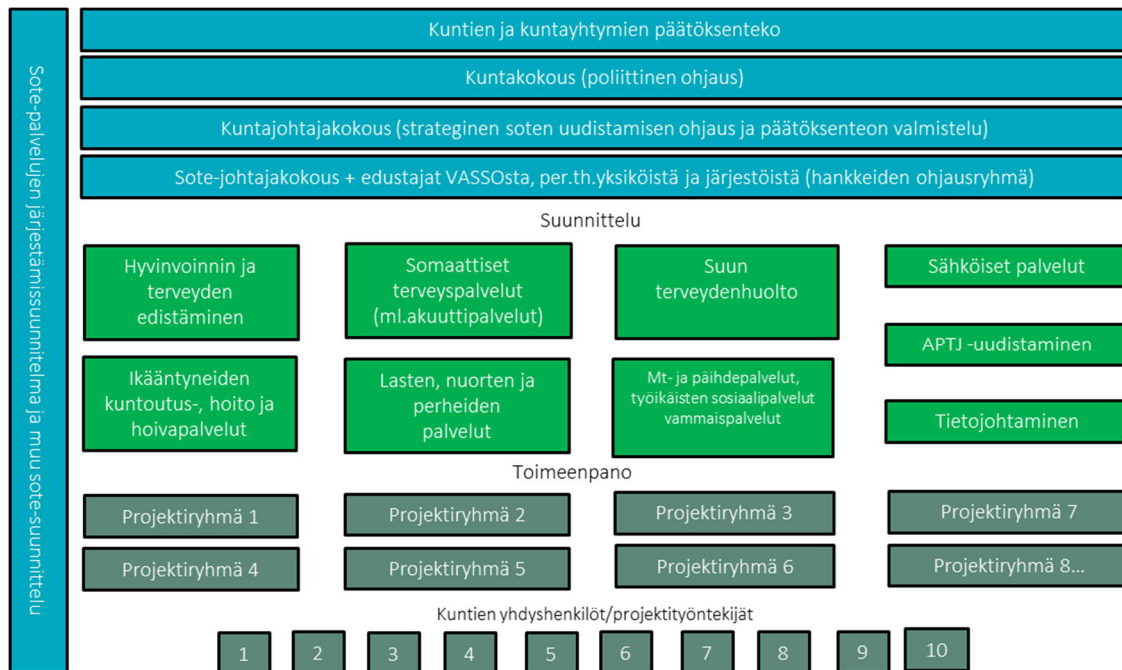 Sote-palvelujen järjestämissuunnitelma ja muu sote-suunnittelu
Kuntien ja kuntayhtymien päätöksenteko
Kuntakokous (poliittinen ohjaus)
Kuntajohtajakokous (strateginen soten uudistamisen ohjaus ja päätöksenteon valmistelu)
Sote-johtajakokous + edustajat VASSOsta, per.th.yksiköistä ja järjestöistä (hankkeiden ohjausryhmä)
Suunnittelu
Hyvinvoinnin ja
terveyden
edistäminen
Somaattiset
terveyspalvelut
(ml.akuuttipalvelut)
Suun
terveydenhuolto
Sähköiset palvelut
APTJ -uudistaminen
Ikääntyneiden
kuntoutus-, hoito ja
hoivapalvelut
Lasten, nuorten ja
perheiden
palvelut
Mt- ja päihdepalvelut,
työikäisten sosiaalipalvelut
vammaispalvelut
Tietojohtaminen
Toimeenpano
Projektiryhmä 1
Projektiryhmä 2
Projektiryhmä 3
Projektiryhmä 7
Projektiryhmä 4
Projektiryhmä 5
Projektiryhmä 6
Projektiryhmä 8...
Kuntien yhdyshenkilöt/projektityöntekijät
1
2
3
4
5
6
7
8
9
10